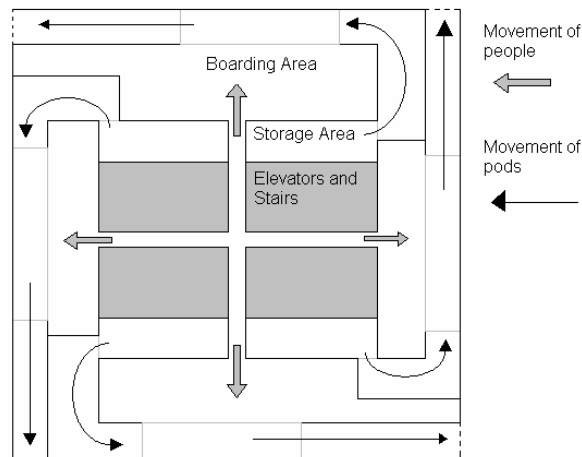 Boarding Area
Storage Area
Elevators and
Stairs
Movement of
people
Movement of
pods